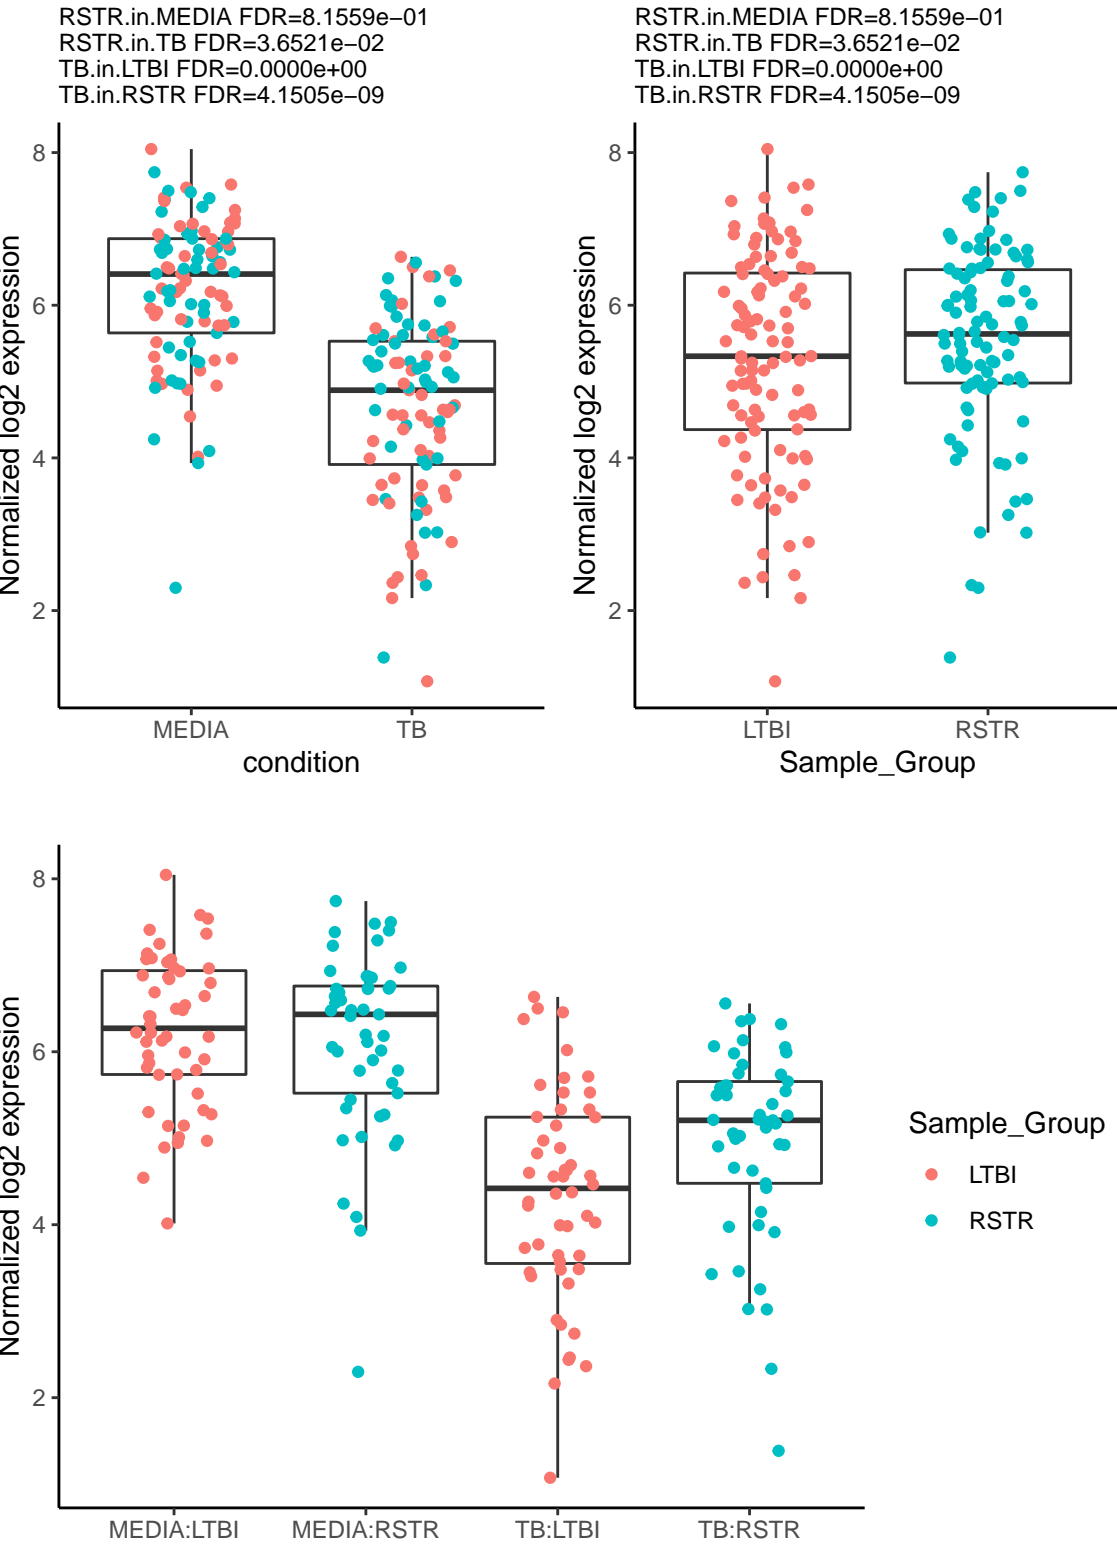 RSTR.in.MEDIA FDR=8.1559e−01
RSTR.in.TB FDR=3.6521e−02
TB.in.LTBI FDR=0.0000e+00
TB.in.RSTR FDR=4.1505e−09
Normalized log2 expression
8
6
4
2
MEDIA
TB
condition
RSTR.in.MEDIA FDR=8.1559e−01
RSTR.in.TB FDR=3.6521e−02
TB.in.LTBI FDR=0.0000e+00
TB.in.RSTR FDR=4.1505e−09
Normalized log2 expression
8
6
4
2
LTBI
RSTR
Sample_Group
Normalized log2 expression
8
6
4
2
MEDIA:LTBI
MEDIA:RSTR
TB:LTBI
TB:RSTR
Sample_Group
LTBI
RSTR